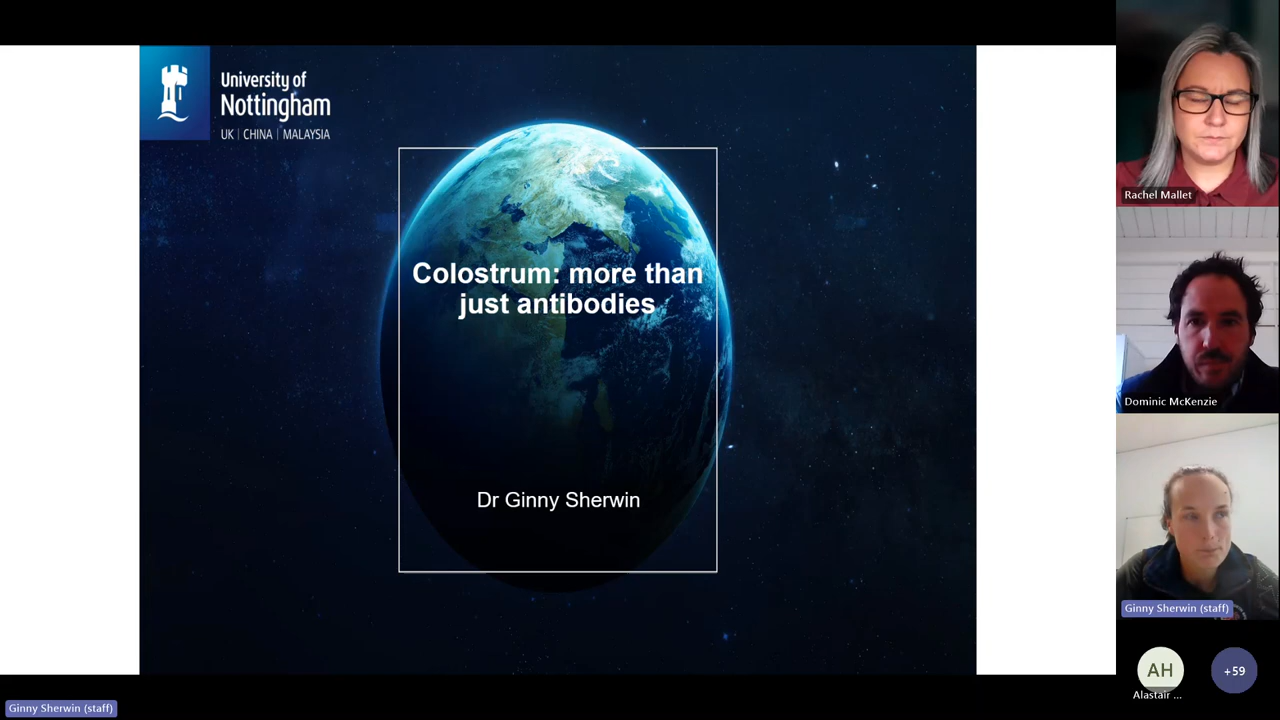 University of
Nottingham
UK | CHINA | MALAYSIA
Colostrum: more than
just antibodies
Dr Ginny Sherwin
Rachel Mallet
Dominic McKenzie
Ginny Sherwin (staff)
AH
+59
Alastair ...
Ginny Sherwin (staff)